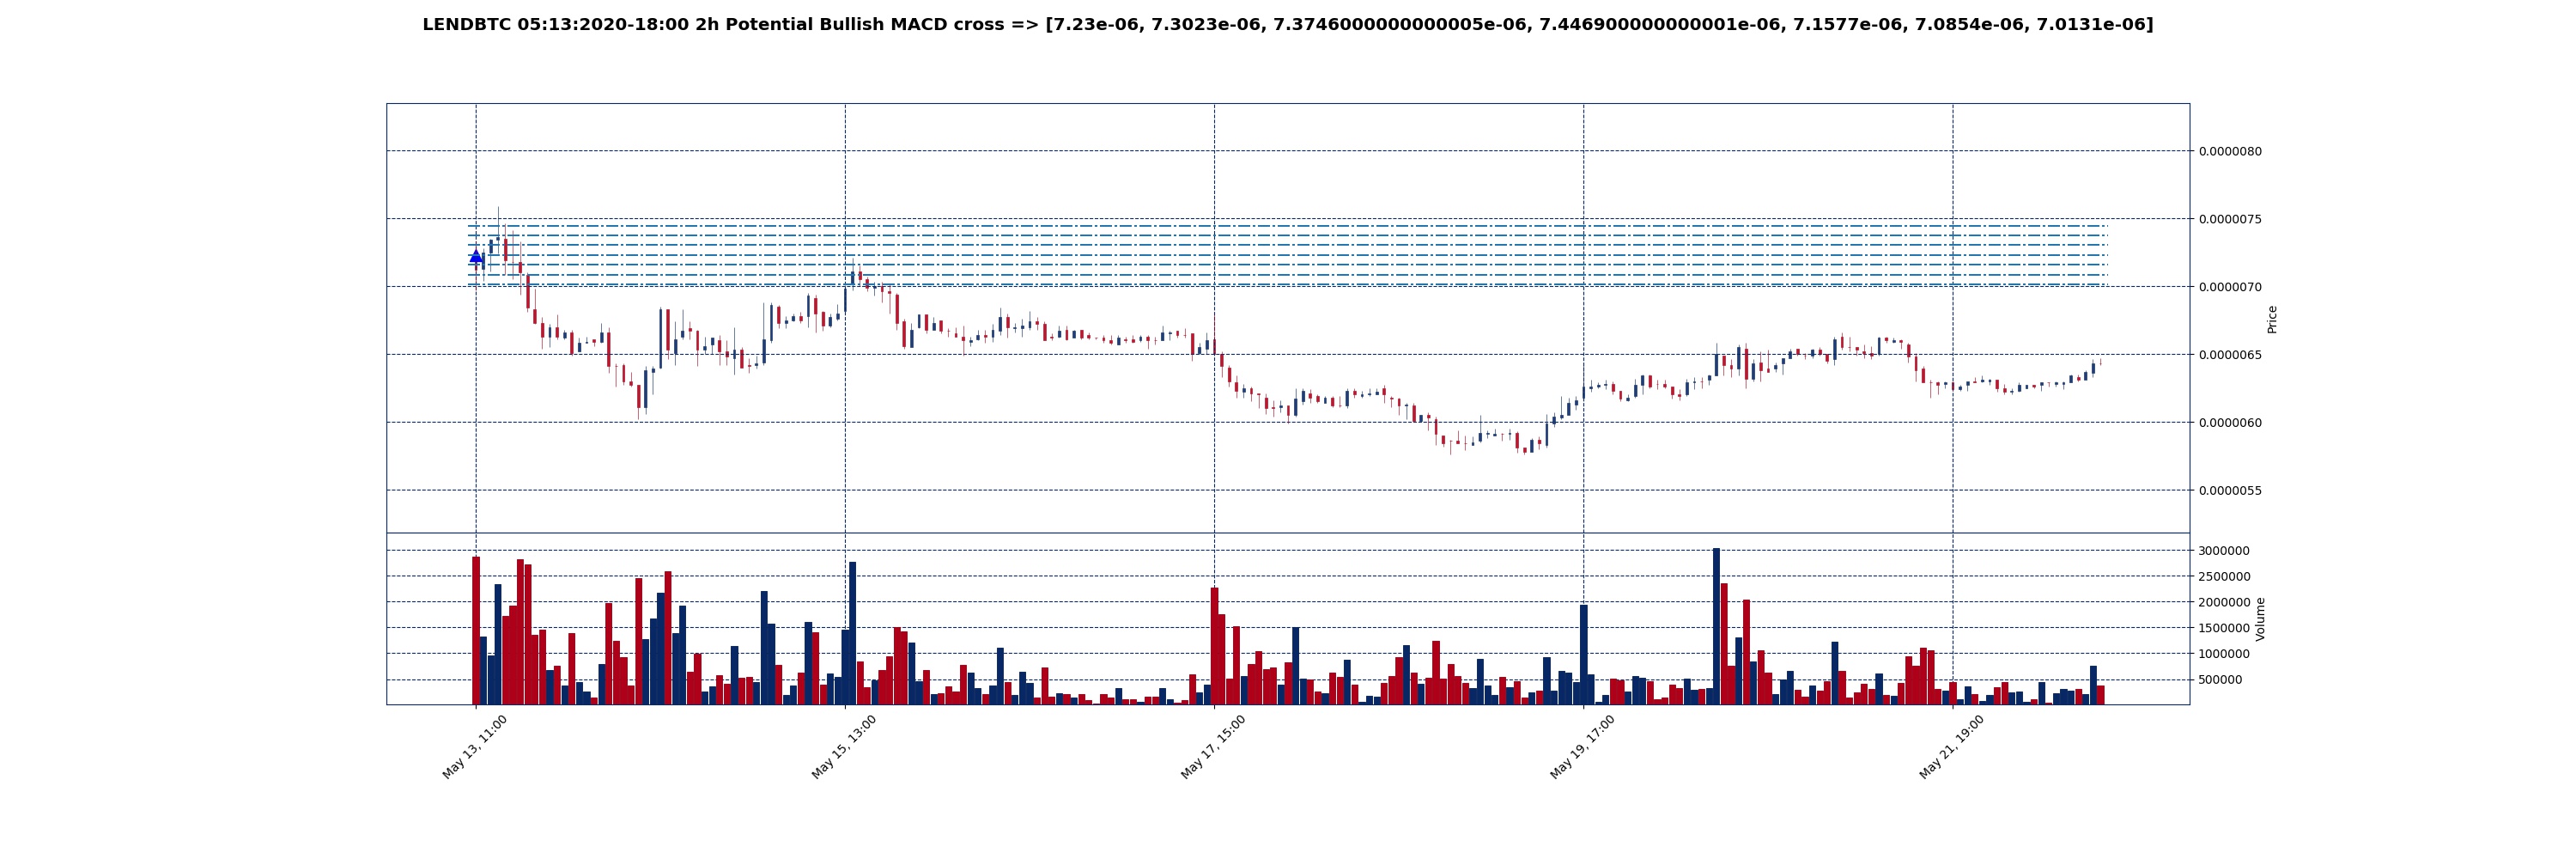 LENDBTC 05:13:2020-18:00 2h Potential Bullish MACD cross => [7.23e-06, 7.3023e-06, 7.3746000000000005e-06, 7.446900000000001e-06, 7.1577e-06, 7.0854e-06, 7.0131e-06]
0.0000080
0.0000075
0.0000070
0.0000065
0.0000060
0.0000055
Price
3000000
2500000
2000000
1500000
1000000
500000
Volume
May 13, 11:00
May 15, 13:00
May 17, 15:00
May 19, 17:00
May 21, 19:00